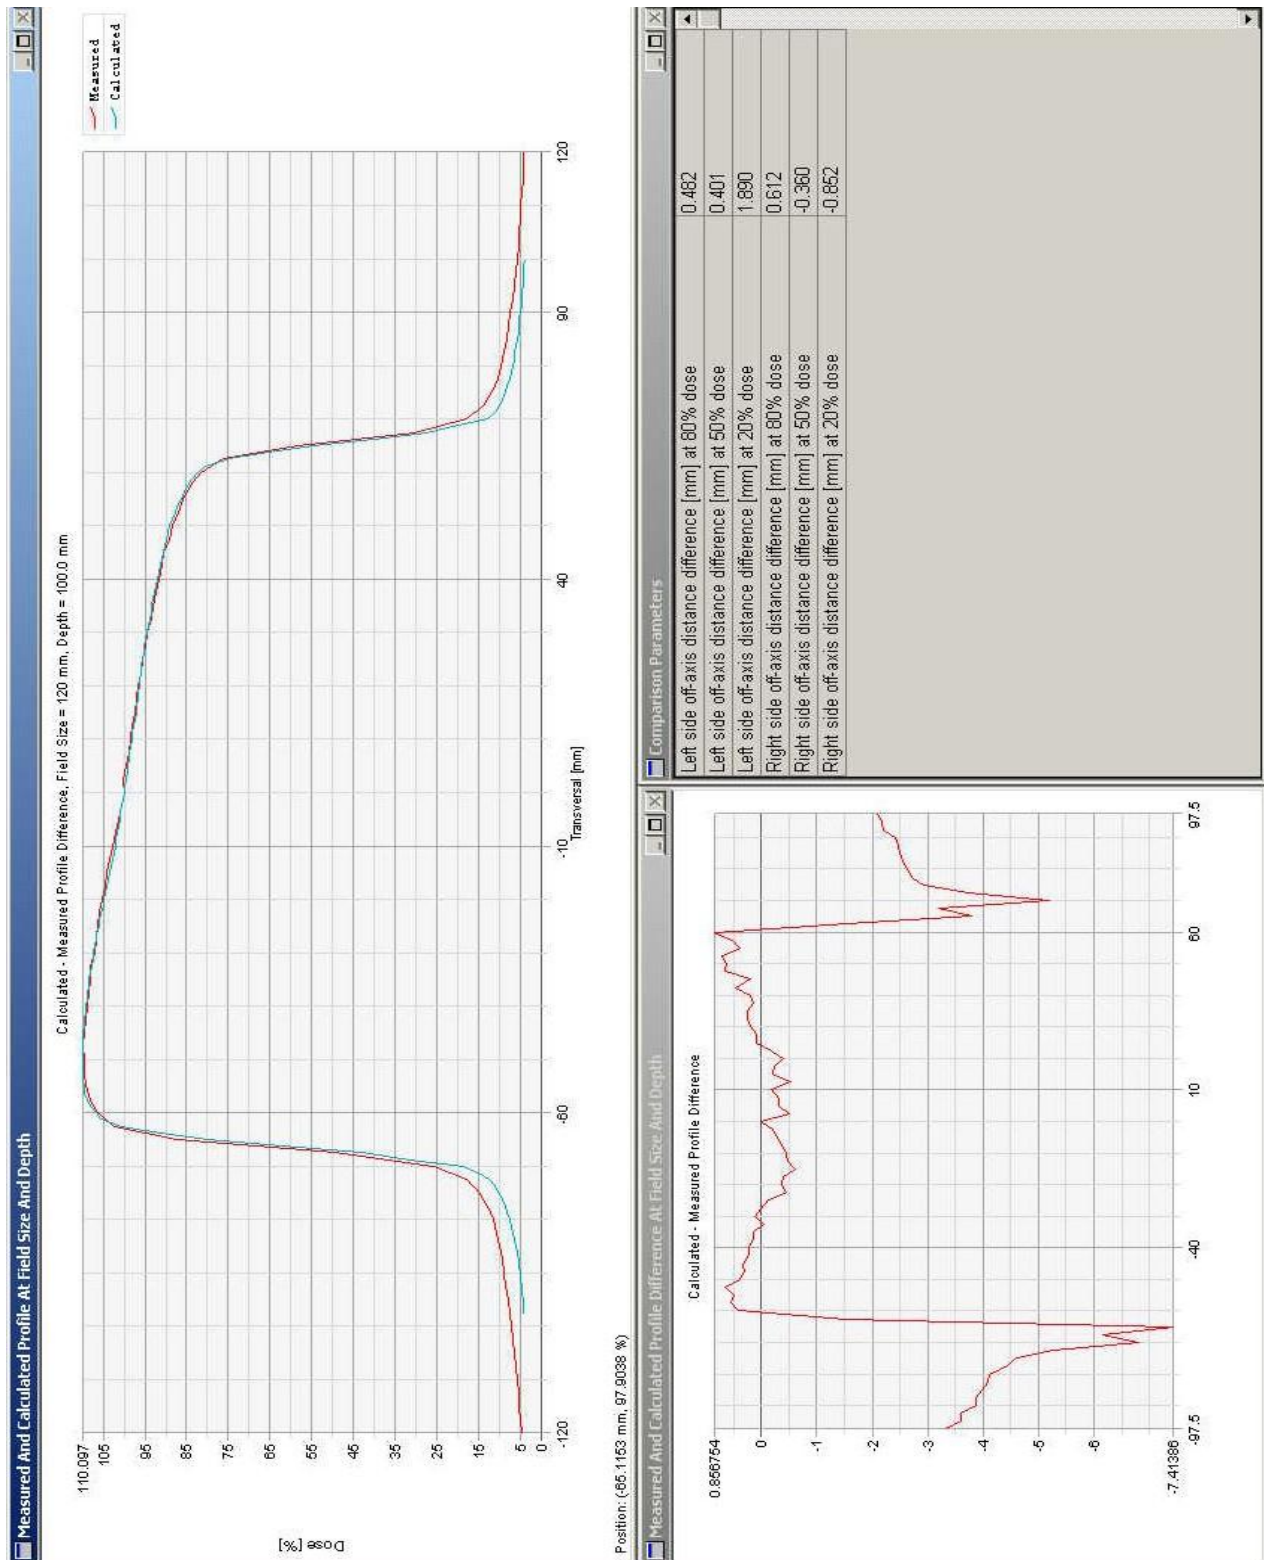 Measured And Calculated Profile At Field Size And Depth
Calculated - Measured Profile Difference, Field Size = 120 mm, Depth = 100.0 mm
Measured
Calculated
Dose [%]
110.097
105
95
85
75
65
55
45
35
25
15
5
0
-120
-60
-10
40
90
120
Transversal [mm]
Position: (-65.1153 mm, 97.9038 %)
Measured And Calculated Profile Difference At Field Size And Depth
Calculated - Measured Profile Difference
0.856754
0
-1
-2
-3
-4
-5
-6
-7.41386
-97.5
-40
10
60
97.5
Comparison Parameters
Left side off-axis distance difference [mm] at 80% dose 0.482
Left side off-axis distance difference [mm] at 50% dose 0.401
Left side off-axis distance difference [mm] at 20% dose 1.890
Right side off-axis distance difference [mm] at 80% dose 0.612
Right side off-axis distance difference [mm] at 50% dose -0.360
Right side off-axis distance difference [mm] at 20% dose -0.852